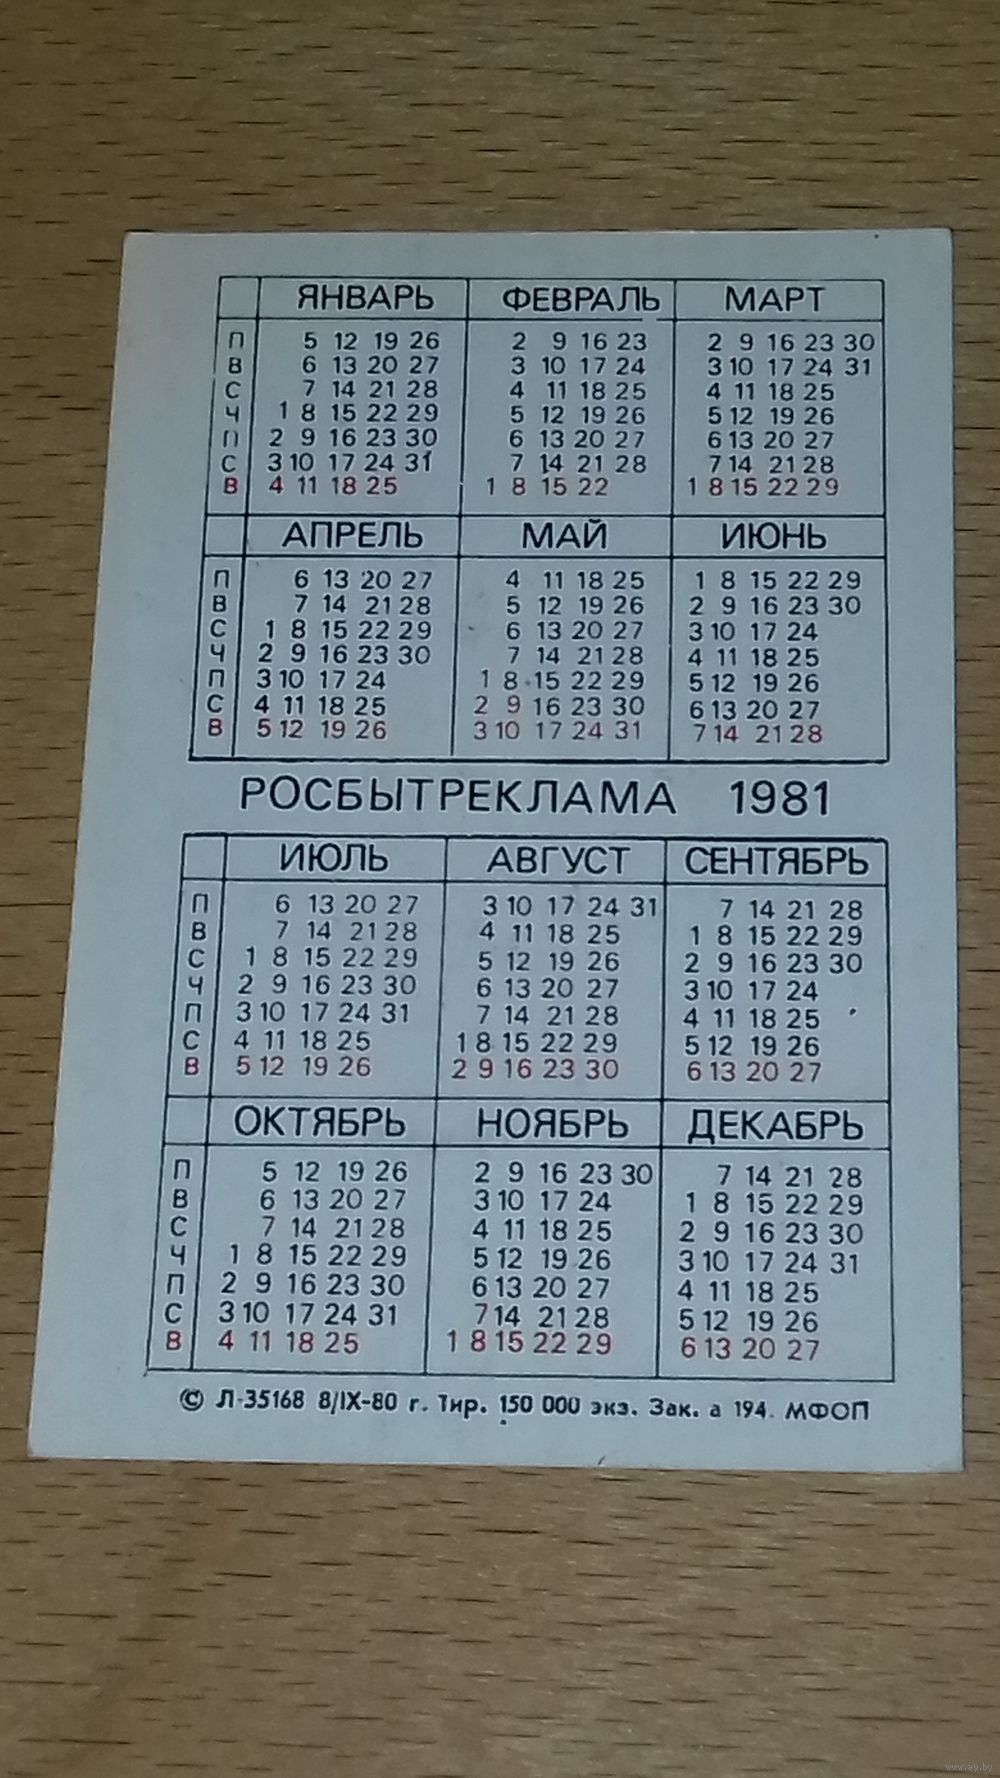 ЯНВАРЬ ФЕВРАЛЬ МАРТ
П 5 12 19 26 2 9 16 23 2 9 16 23 30
В 6 13 20 27 3 10 17 24 3 10 17 24 31
С 7 14 21 28 4 11 18 25 4 11 18 25
Ч 1 8 15 22 29 5 12 19 26 5 12 19 26
П 2 9 16 23 30 6 13 20 27 6 13 20 27
С 3 10 17 24 31 7 14 21 28 7 14 21 28
В 4 11 18 25 1 8 15 22 1 8 15 22 29
АПРЕЛЬ МАЙ ИЮНЬ
П 6 13 20 27 4 11 18 25 1 8 15 22 29
В 7 14 21 28 5 12 19 26 2 9 16 23 30
С 1 8 15 22 29 6 13 20 27 3 10 17 24
Ч 2 9 16 23 30 7 14 21 28 4 11 18 25
П 3 10 17 24 1 8 15 22 29 5 12 19 26
С 4 11 18 25 2 9 16 23 30 6 13 20 27
В 5 12 19 26 3 10 17 24 31 7 14 21 28
РОСБЫТРЕКЛАМА 1981
ИЮЛЬ АВГУСТ СЕНТЯБРЬ
П 6 13 20 27 3 10 17 24 31 7 14 21 28
В 7 14 21 28 4 11 18 25 1 8 15 22 29
С 1 8 15 22 29 5 12 19 26 2 9 16 23 30
Ч 2 9 16 23 30 6 13 20 27 3 10 17 24
П 3 10 17 24 31 7 14 21 28 4 11 18 25
С 4 11 18 25 1 8 15 22 29 5 12 19 26
В 5 12 19 26 2 9 16 23 30 6 13 20 27
ОКТЯБРЬ НОЯБРЬ ДЕКАБРЬ
П 5 12 19 26 2 9 16 23 30 7 14 21 28
В 6 13 20 27 3 10 17 24 1 8 15 22 29
С 7 14 21 28 4 11 18 25 2 9 16 23 30
Ч 1 8 15 22 29 5 12 19 26 3 10 17 24 31
П 2 9 16 23 30 6 13 20 27 4 11 18 25
С 3 10 17 24 31 7 14 21 28 5 12 19 26
В 4 11 18 25 1 8 15 22 29 6 13 20 27
© Л-35168 8/IX-80 г. Тир. 150 000 экз. Зак. а 194. МФОП
www.ay.by